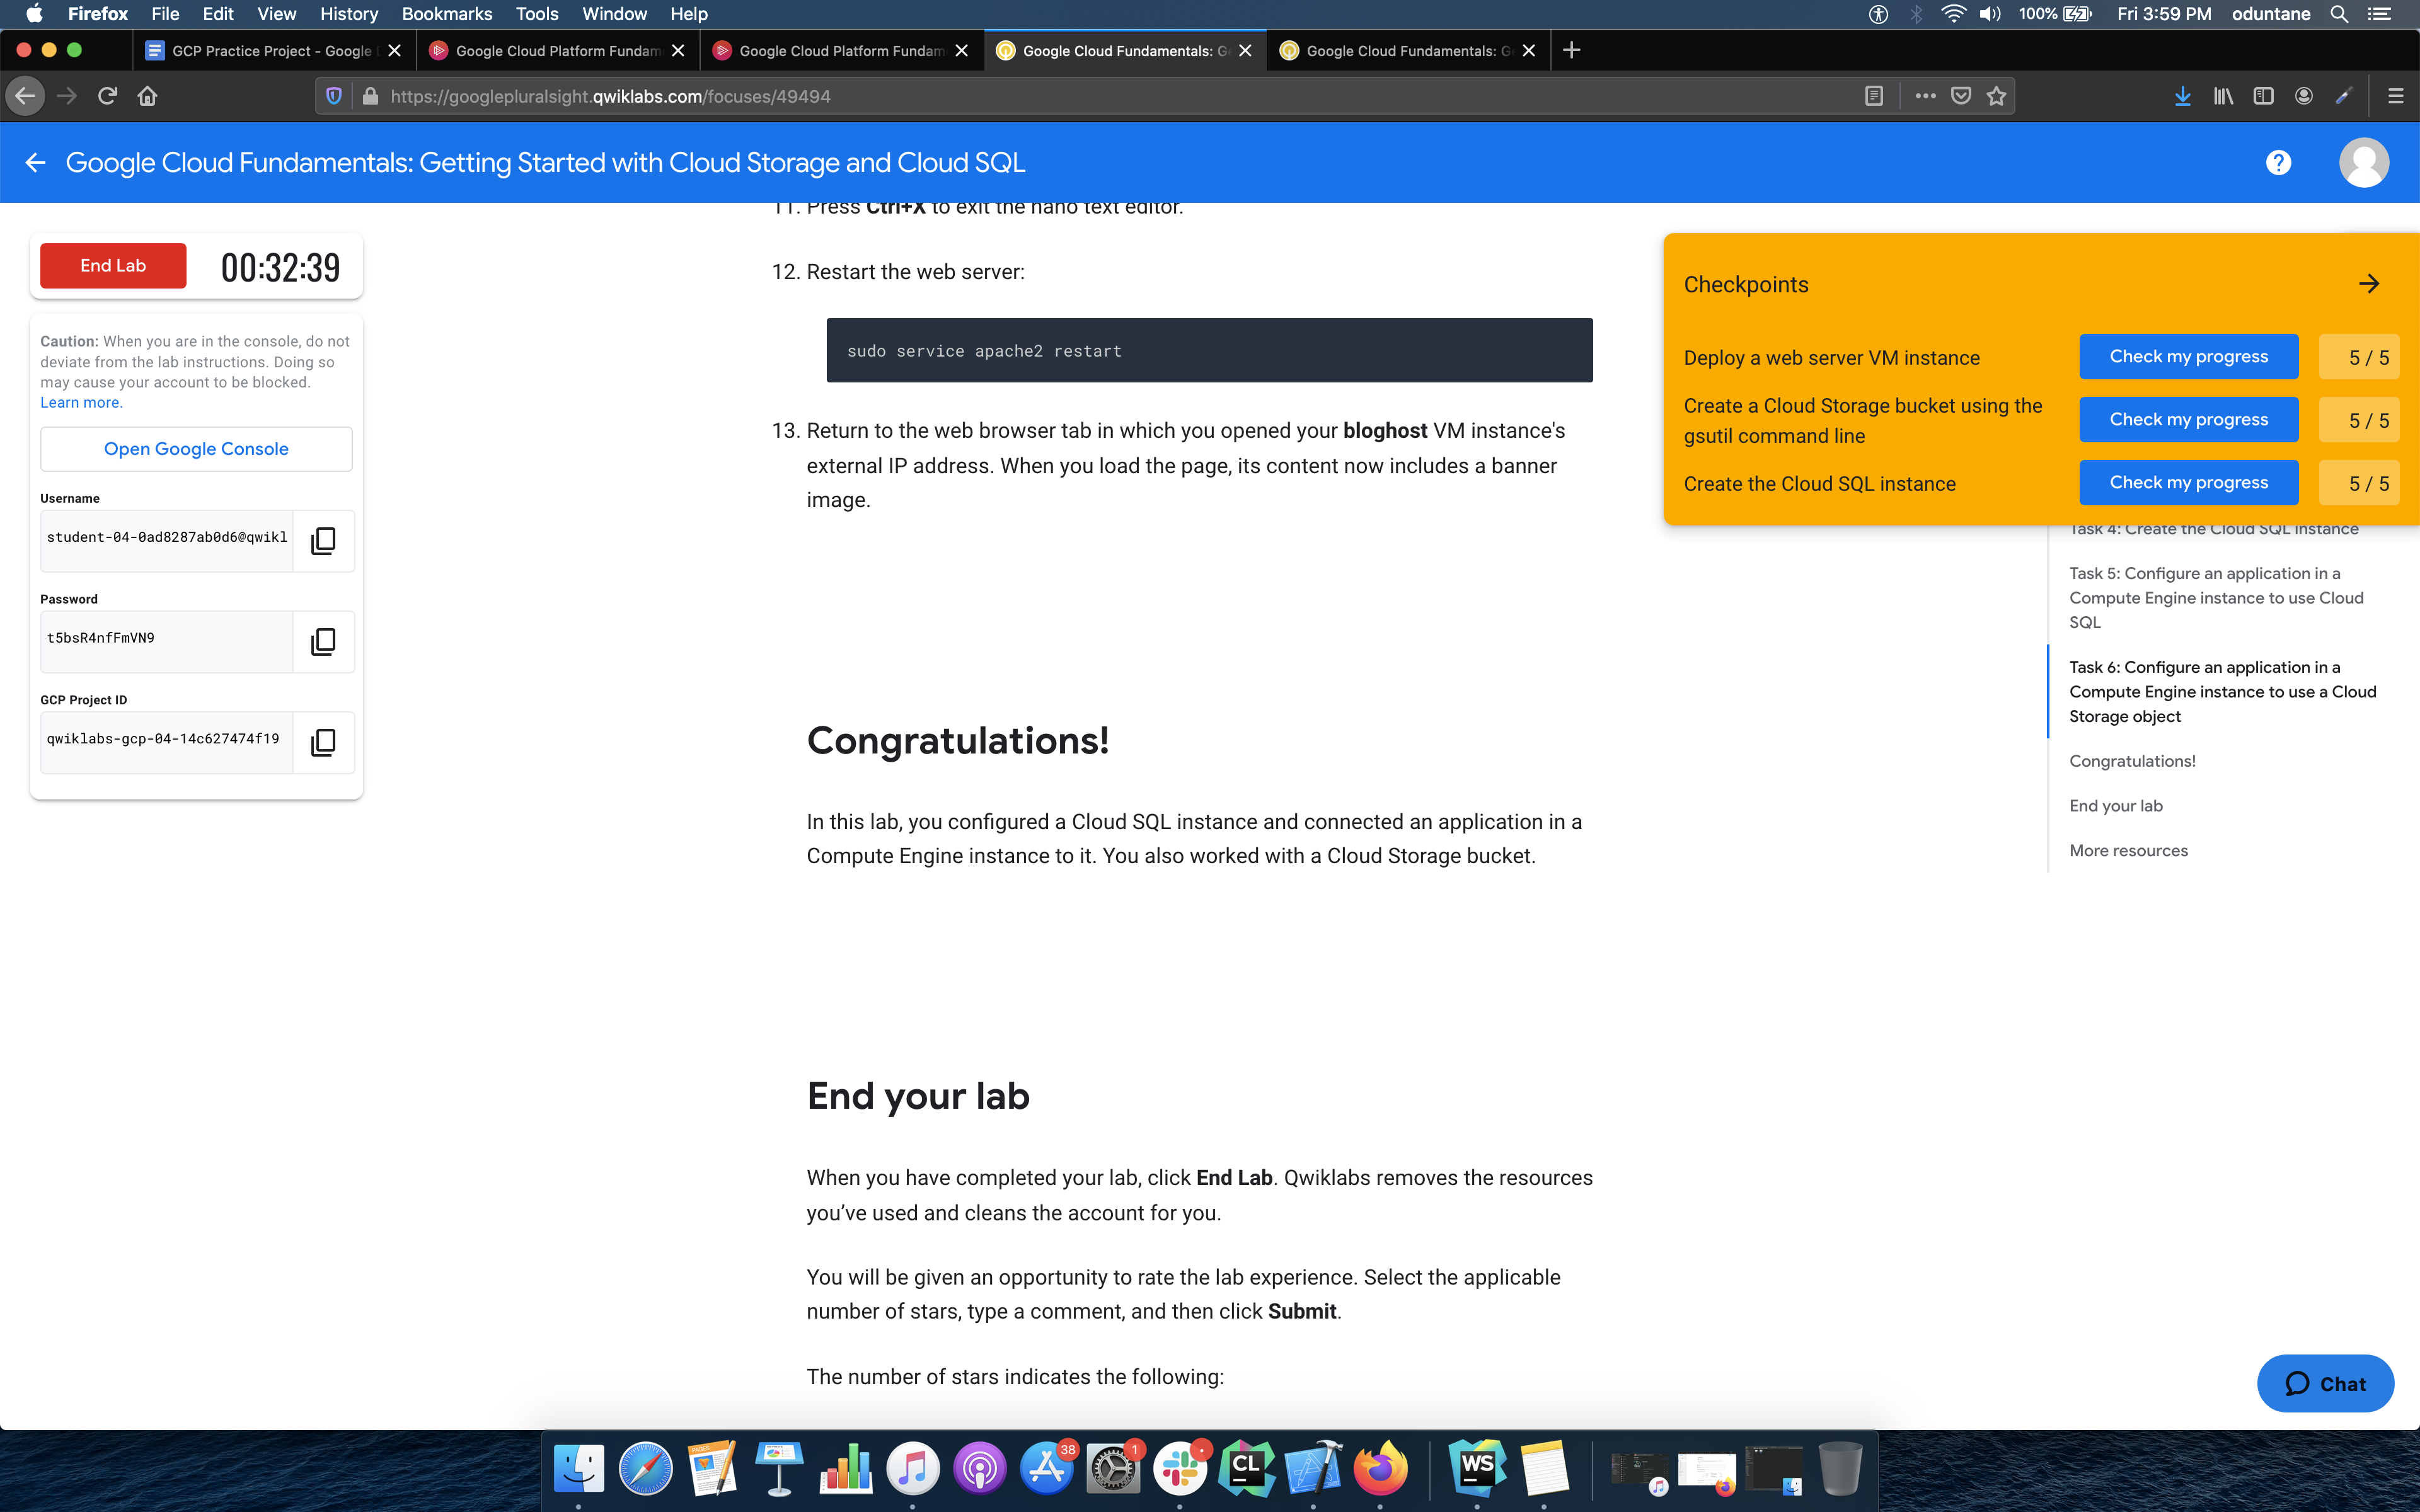 Firefox File Edit View History Bookmarks Tools Window Help
100% Fri 3:59 PM oduntane
GCP Practice Project - Google
Google Cloud Platform Fundam
Google Cloud Platform Fundam
Google Cloud Fundamentals: G
Google Cloud Fundamentals: G
https://googlepluralsight.qwiklabs.com/focuses/49494
Google Cloud Fundamentals: Getting Started with Cloud Storage and Cloud SQL
?
End Lab
00:32:39
Caution: When you are in the console, do not
deviate from the lab instructions. Doing so
may cause your account to be blocked.
Learn more.
Open Google Console
Username
student-04-0ad8287ab0d6@qwikl
Password
t5bsR4nfFmVN9
GCP Project ID
qwiklabs-gcp-04-14c627474f19
11. Press Ctrl+X to exit the nano text editor.
12. Restart the web server:
sudo service apache2 restart
13. Return to the web browser tab in which you opened your bloghost VM instance's
external IP address. When you load the page, its content now includes a banner
image.
Congratulations!
In this lab, you configured a Cloud SQL instance and connected an application in a
Compute Engine instance to it. You also worked with a Cloud Storage bucket.
End your lab
When you have completed your lab, click End Lab. Qwiklabs removes the resources
you’ve used and cleans the account for you.
You will be given an opportunity to rate the lab experience. Select the applicable
number of stars, type a comment, and then click Submit.
The number of stars indicates the following:
Checkpoints
Deploy a web server VM instance
Check my progress
5 / 5
Create a Cloud Storage bucket using the
gsutil command line
Check my progress
5 / 5
Create the Cloud SQL instance
Check my progress
5 / 5
Task 4: Create the Cloud SQL instance
Task 5: Configure an application in a
Compute Engine instance to use Cloud
SQL
Task 6: Configure an application in a
Compute Engine instance to use a Cloud
Storage object
Congratulations!
End your lab
More resources
Chat
PAGES
38
1
CL
WS